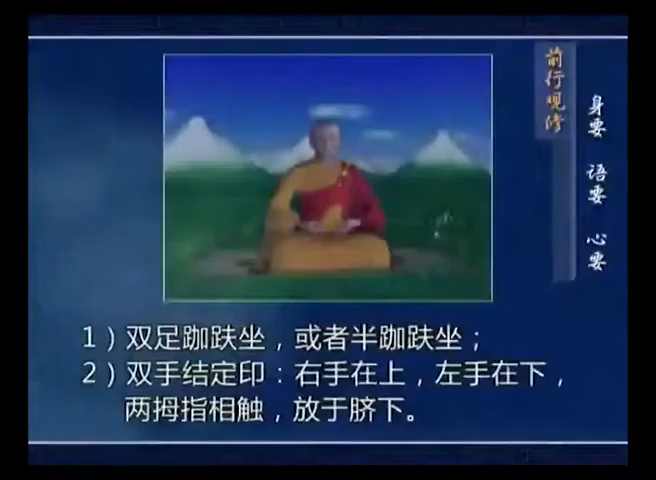 前行观修
身要 语要 心要
1）双足跏趺坐，或者半跏趺坐；
2）双手结定印：右手在上，左手在下，
两拇指相触，放于脐下。